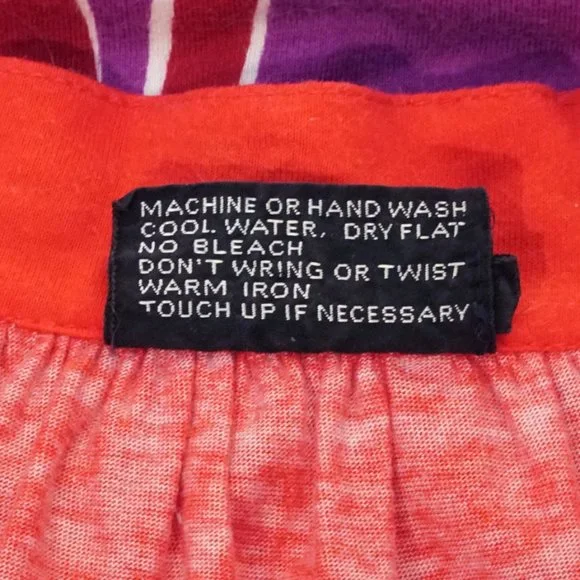 MACHINE OR HAND WASH
COOL WATER, DRY FLAT
NO BLEACH
DON'T WRING OR TWIST
WARM IRON
TOUCH UP IF NECESSARY